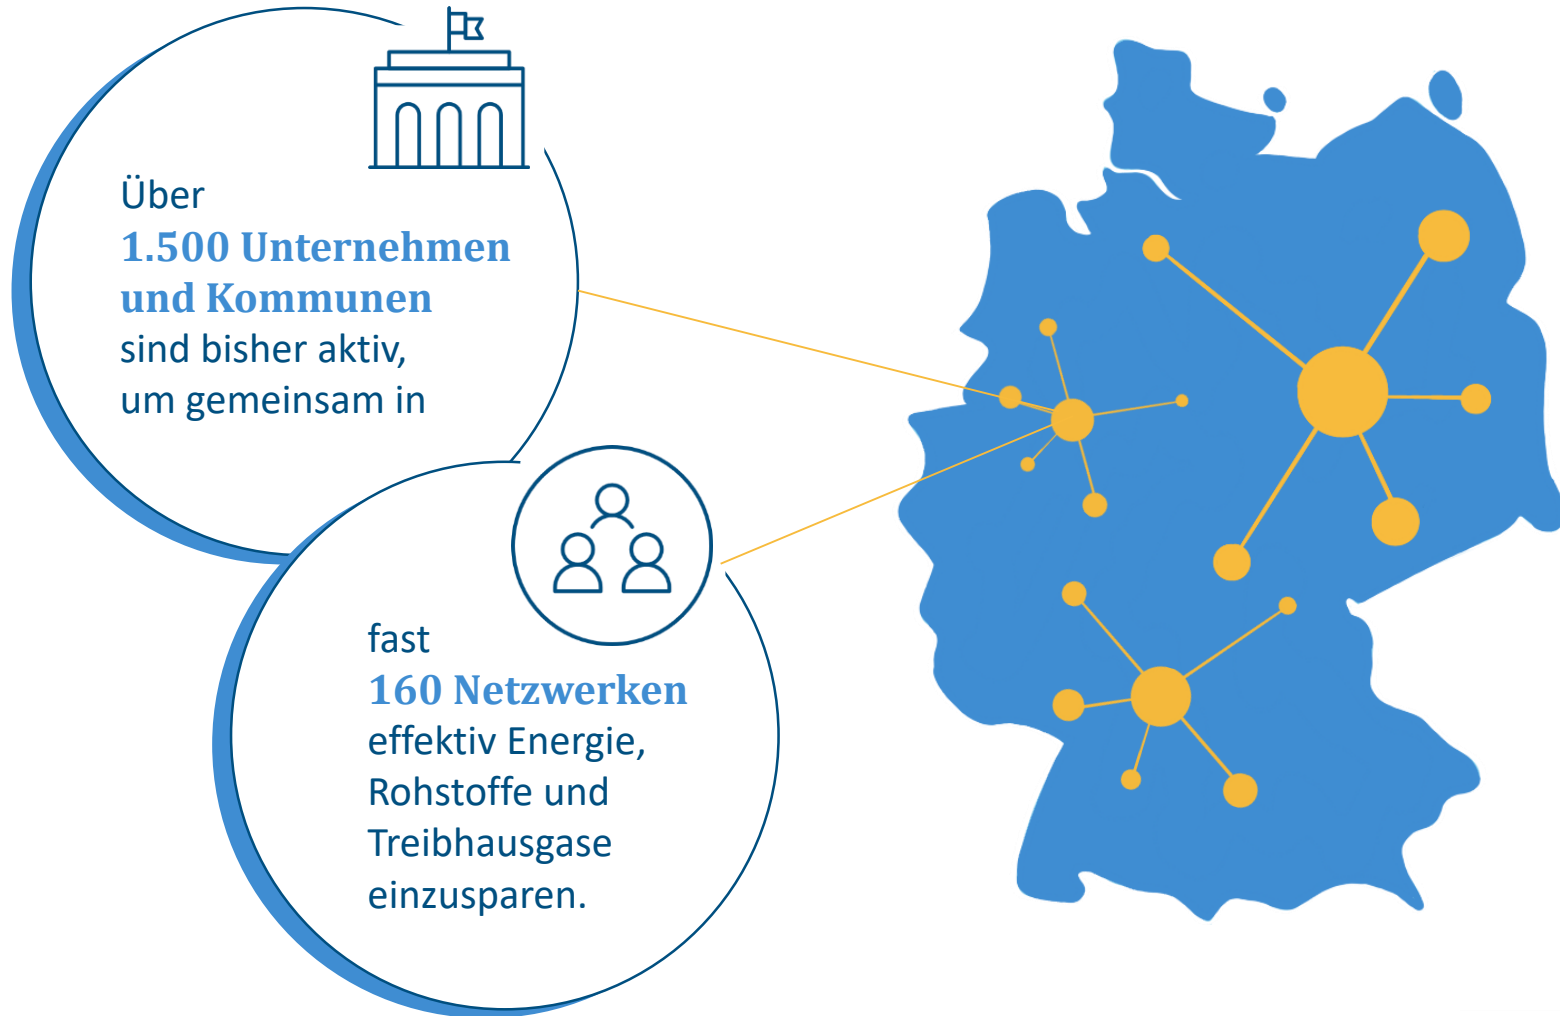 Über
1.500 Unternehmen
und Kommunen
sind bisher aktiv,
um gemeinsam in
fast
160 Netzwerken
effektiv Energie,
Rohstoffe und
Treibhausgase
einzusparen.